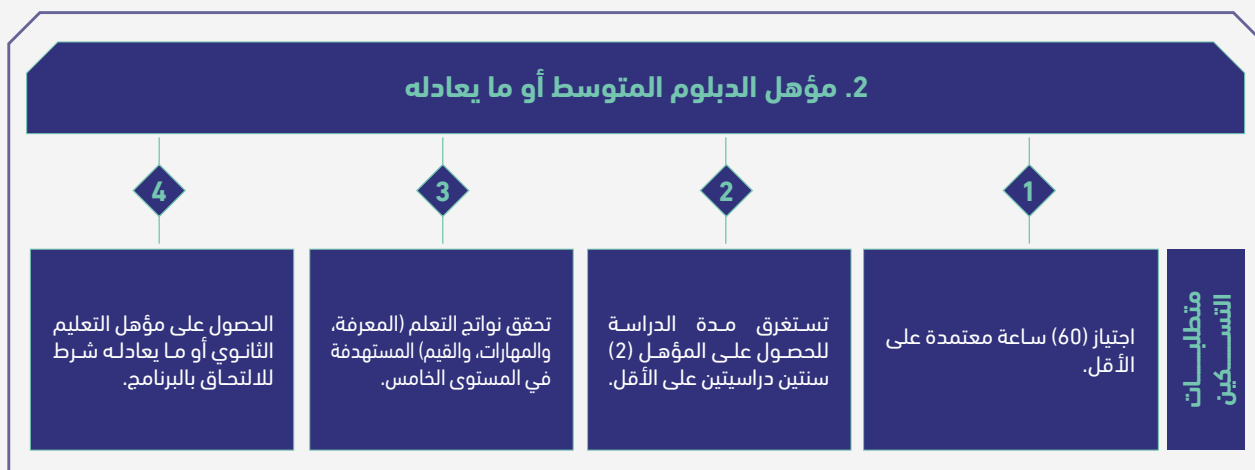 2. مؤهل الدبلوم المتوسط أو ما يعادله
متطلبـــــات
التســــكين
1
اجتياز (60) ساعة معتمدة على
الأقل.
2
تستغرق مدة الدراسة
للحصول على المؤهل (2)
سنتين دراسيتين على الأقل.
3
تحقق نواتج التعلم (المعرفة،
والمهارات، والقيم) المستهدفة
في المستوى الخامس.
4
الحصول على مؤهل التعليم
الثانوي أو ما يعادله شرط
للالتحاق بالبرنامج.